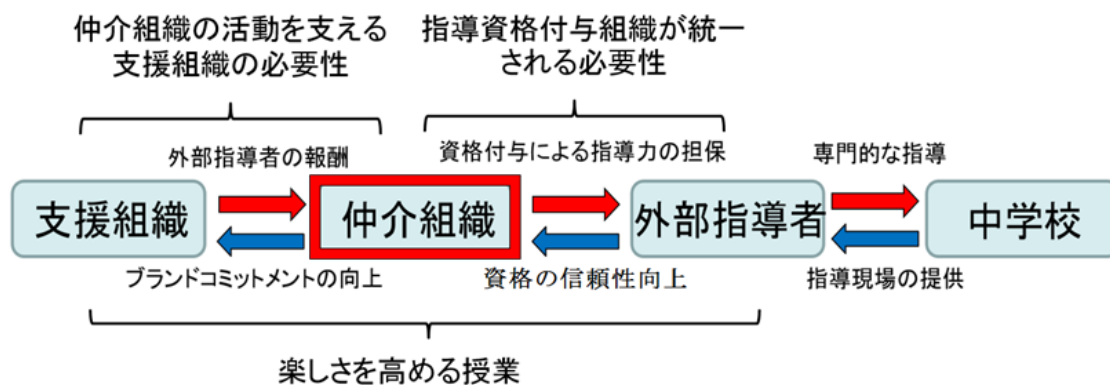 仲介組織の活動を支える
支援組織の必要性
指導資格付与組織が統一
される必要性
外部指導者の報酬
資格付与による指導力の担保
専門的な指導
支援組織
仲介組織
外部指導者
中学校
ブランドコミットメントの向上
資格の信頼性向上
指導現場の提供
楽しさを高める授業